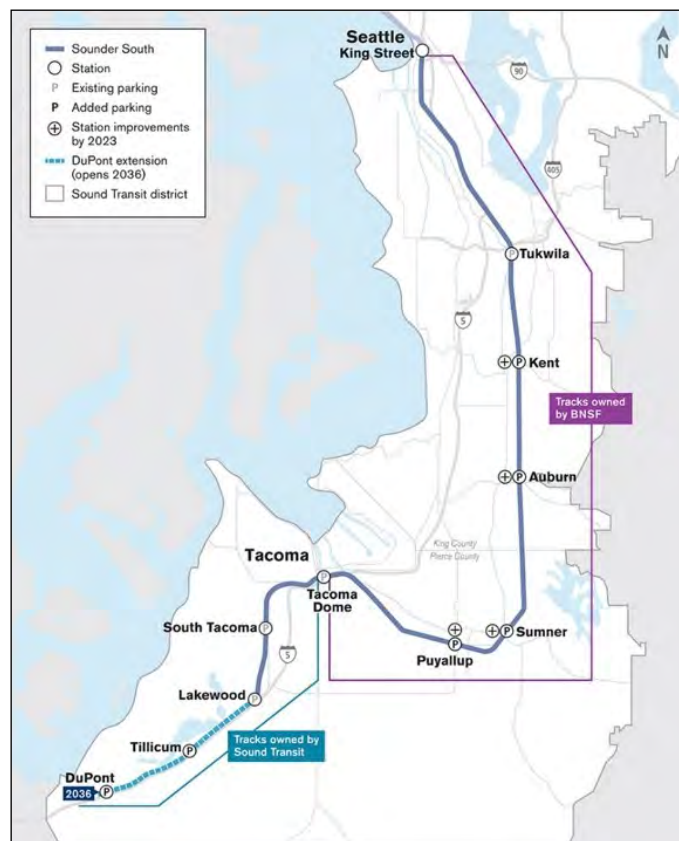 Sounder South
Station
P Existing parking
P Added parking
Station improvements
by 2023
DuPont extension
(opens 2036)
Sound Transit district
Seattle
King Street
N
90
405
P Tukwila
5
P Kent
Tracks owned
by BNSF
P Auburn
King County
Pierce County
Tacoma
P
Tacoma
Dome
South Tacoma P
P Sumner
P
Puyallup
5
Lakewood P
Tracks owned by
Sound Transit
Tillicum P
DuPont
2036 P